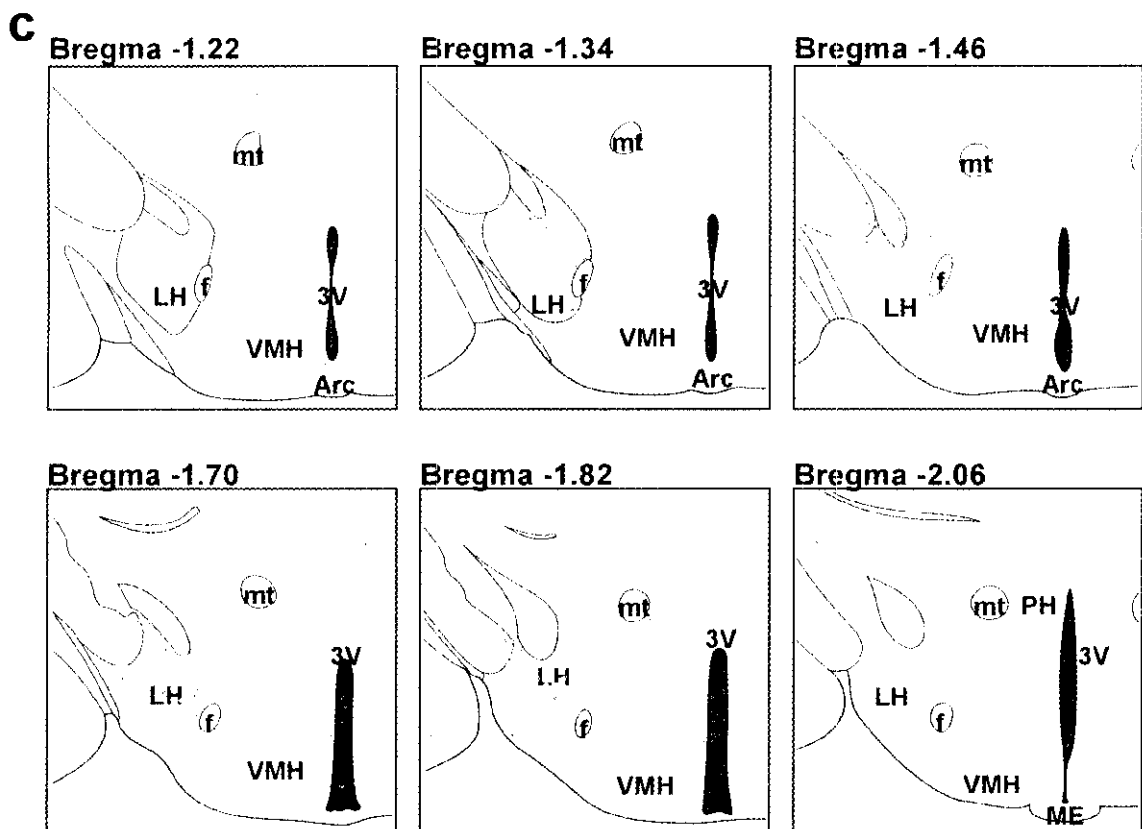 C
Bregma -1.22
mt
f
LH
3V
VMH
Arc
Bregma -1.34
mt
f
LH
3V
VMH
Arc
Bregma -1.46
mt
f
LH
3V
VMH
Arc
Bregma -1.70
mt
3V
LH
f
VMH
Bregma -1.82
mt
3V
LH
f
VMH
Bregma -2.06
mt PH
3V
LH
f
VMH
ME